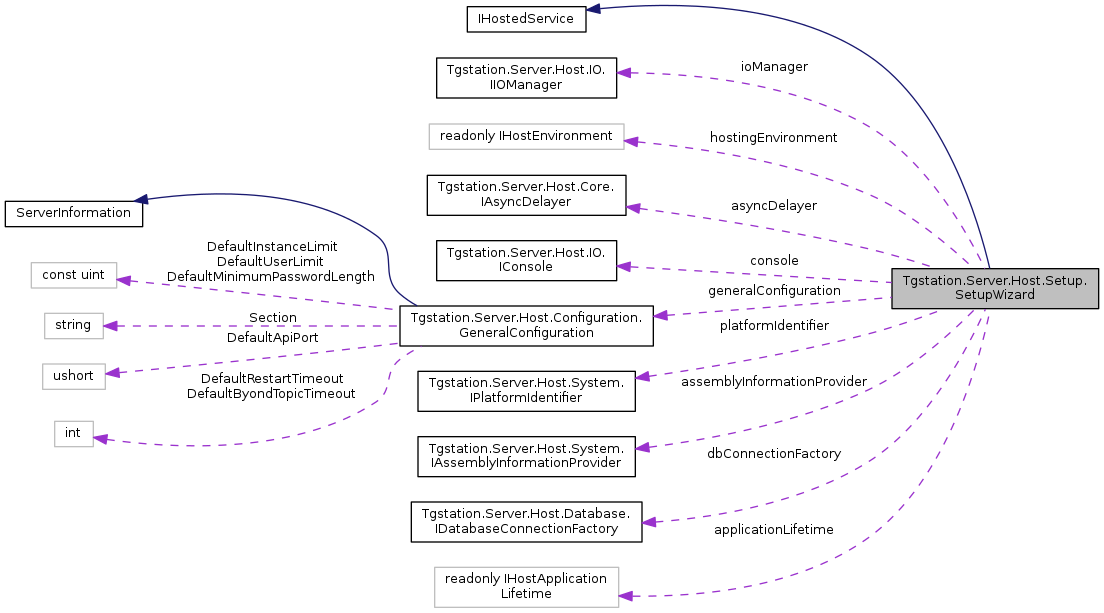 IHostedService
Tgstation.Server.Host.IO.
IIOManager
ioManager
readonly IHostEnvironment
hostingEnvironment
Tgstation.Server.Host.Core.
IAsyncDelayer
asyncDelayer
ServerInformation
Tgstation.Server.Host.IO.
IConsole
console
DefaultInstanceLimit
DefaultUserLimit
DefaultMinimumPasswordLength
const uint
Tgstation.Server.Host.Setup.
SetupWizard
generalConfiguration
Tgstation.Server.Host.Configuration.
GeneralConfiguration
Section
string
platformIdentifier
DefaultApiPort
ushort
Tgstation.Server.Host.System.
IPlatformIdentifier
assemblyInformationProvider
DefaultRestartTimeout
DefaultByondTopicTimeout
int
Tgstation.Server.Host.System.
IAssemblyInformationProvider
dbConnectionFactory
Tgstation.Server.Host.Database.
IDatabaseConnectionFactory
applicationLifetime
readonly IHostApplication
Lifetime